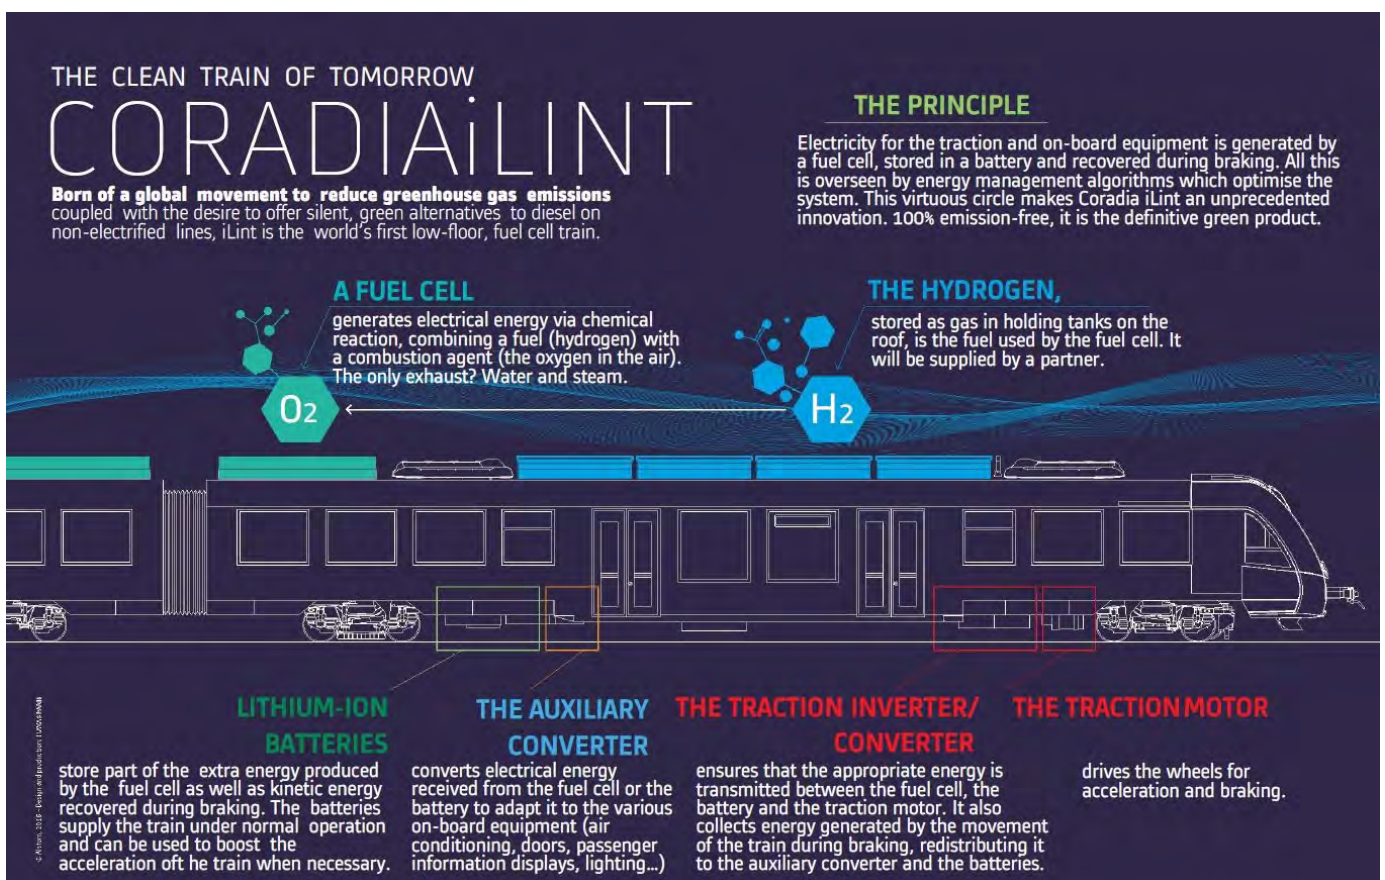 THE CLEAN TRAIN OF TOMORROW
CORADIAiLINT
Born of a global movement to reduce greenhouse gas emissions
coupled with the desire to offer silent, green alternatives to diesel on
non-electrified lines, iLint is the world's first low-floor, fuel cell train.
THE PRINCIPLE
Electricity for the traction and on-board equipment is generated by
a fuel cell, stored in a battery and recovered during braking. All this
is overseen by energy management algorithms which optimise the
system. This virtuous circle makes Coradia iLint an unprecedented
innovation. 100% emission-free, it is the definitive green product.
A FUEL CELL
generates electrical energy via chemical
reaction, combining a fuel (hydrogen) with
a combustion agent (the oxygen in the air).
The only exhaust? Water and steam.
THE HYDROGEN,
stored as gas in holding tanks on the
roof, is the fuel used by the fuel cell. It
will be supplied by a partner.
O2
H2
LITHIUM-ION
BATTERIES
store part of the extra energy produced
by the fuel cell as well as kinetic energy
recovered during braking. The batteries
supply the train under normal operation
and can be used to boost the
acceleration oft he train when necessary.
THE AUXILIARY
CONVERTER
converts electrical energy
received from the fuel cell or the
battery to adapt it to the various
on-board equipment (air
conditioning, doors, passenger
information displays, lighting...)
THE TRACTION INVERTER/
CONVERTER
ensures that the appropriate energy is
transmitted between the fuel cell, the
battery and the traction motor. It also
collects energy generated by the movement
of the train during braking, redistributing it
to the auxiliary converter and the batteries.
THE TRACTION MOTOR
drives the wheels for
acceleration and braking.